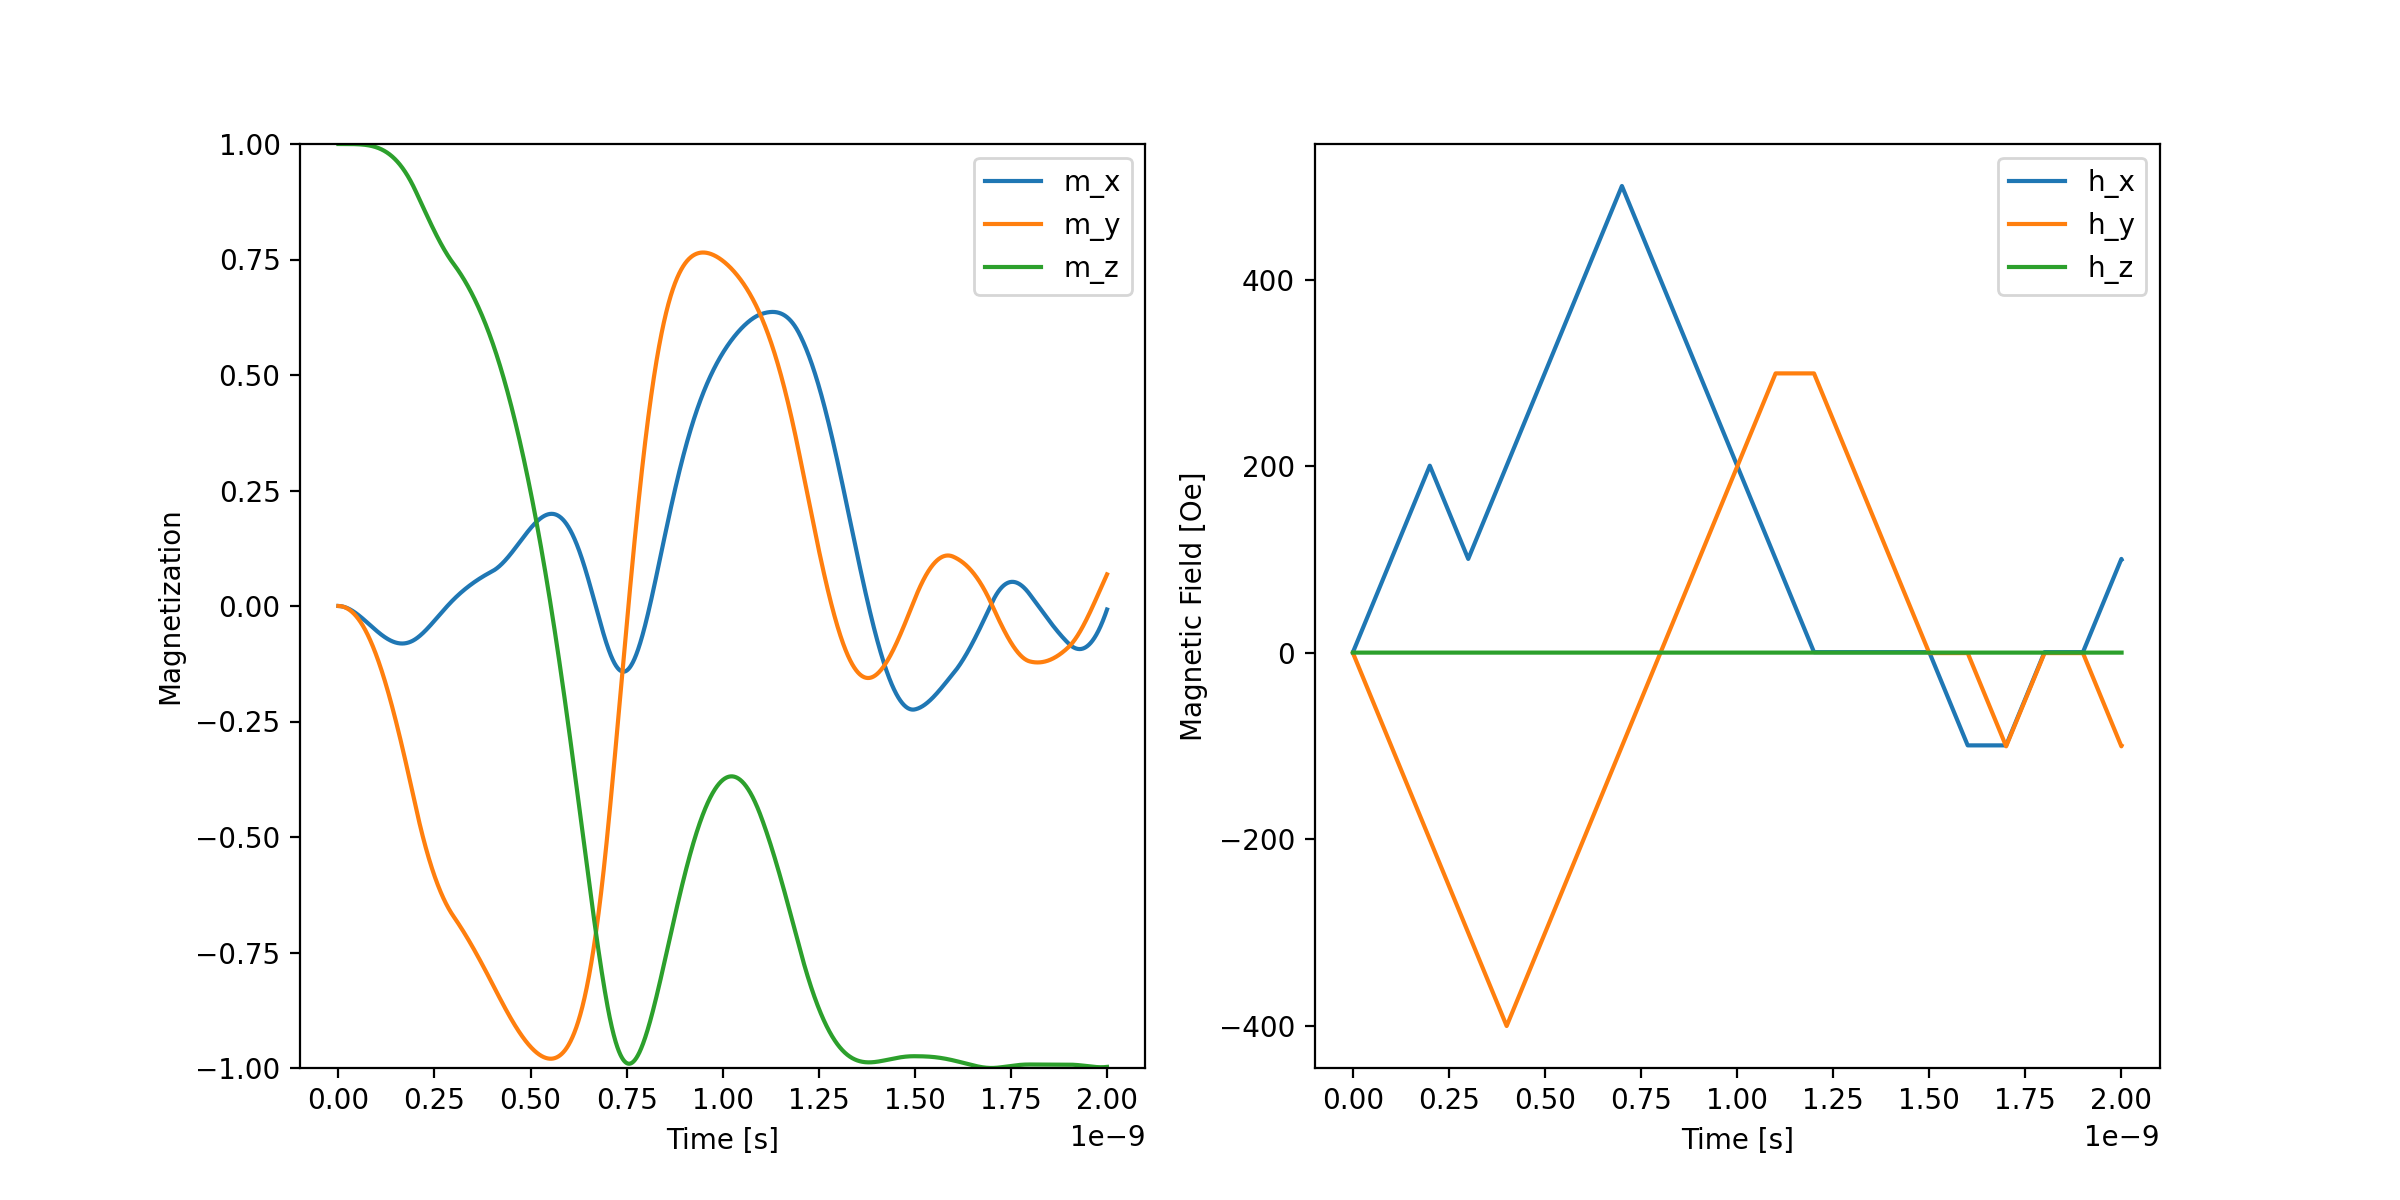 Magnetization
1.00
0.75
0.50
0.25
0.00
−0.25
−0.50
−0.75
−1.00
m_x
m_y
m_z
0.00 0.25 0.50 0.75 1.00 1.25 1.50 1.75 2.00
Time [s]
1e−9
Magnetic Field [Oe]
400
200
0
−200
−400
h_x
h_y
h_z
0.00 0.25 0.50 0.75 1.00 1.25 1.50 1.75 2.00
Time [s]
1e−9